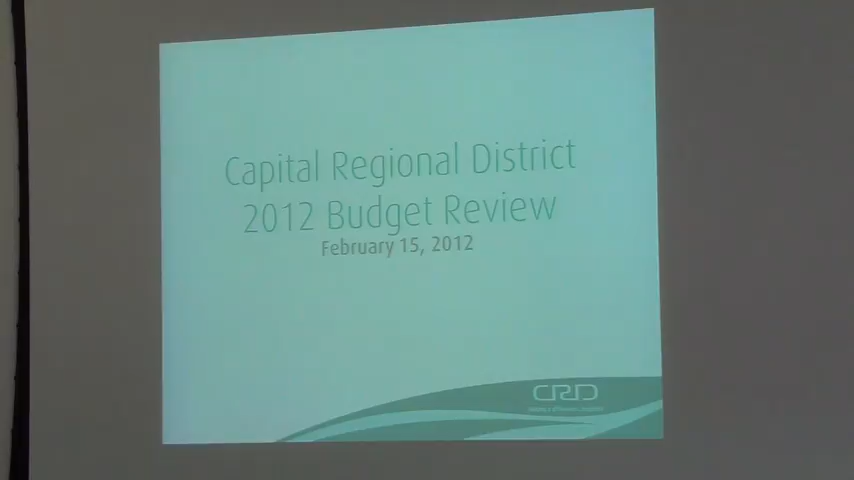 Capital Regional District
2012 Budget Review
February 15, 2012
CRD